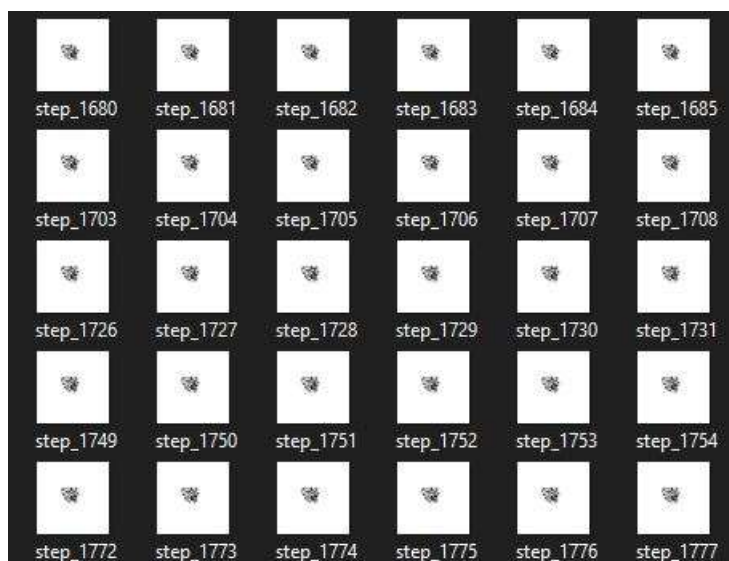 step_1680 step_1681 step_1682 step_1683 step_1684 step_1685
step_1703 step_1704 step_1705 step_1706 step_1707 step_1708
step_1726 step_1727 step_1728 step_1729 step_1730 step_1731
step_1749 step_1750 step_1751 step_1752 step_1753 step_1754
step_1772 step_1773 step_1774 step_1775 step_1776 step_1777